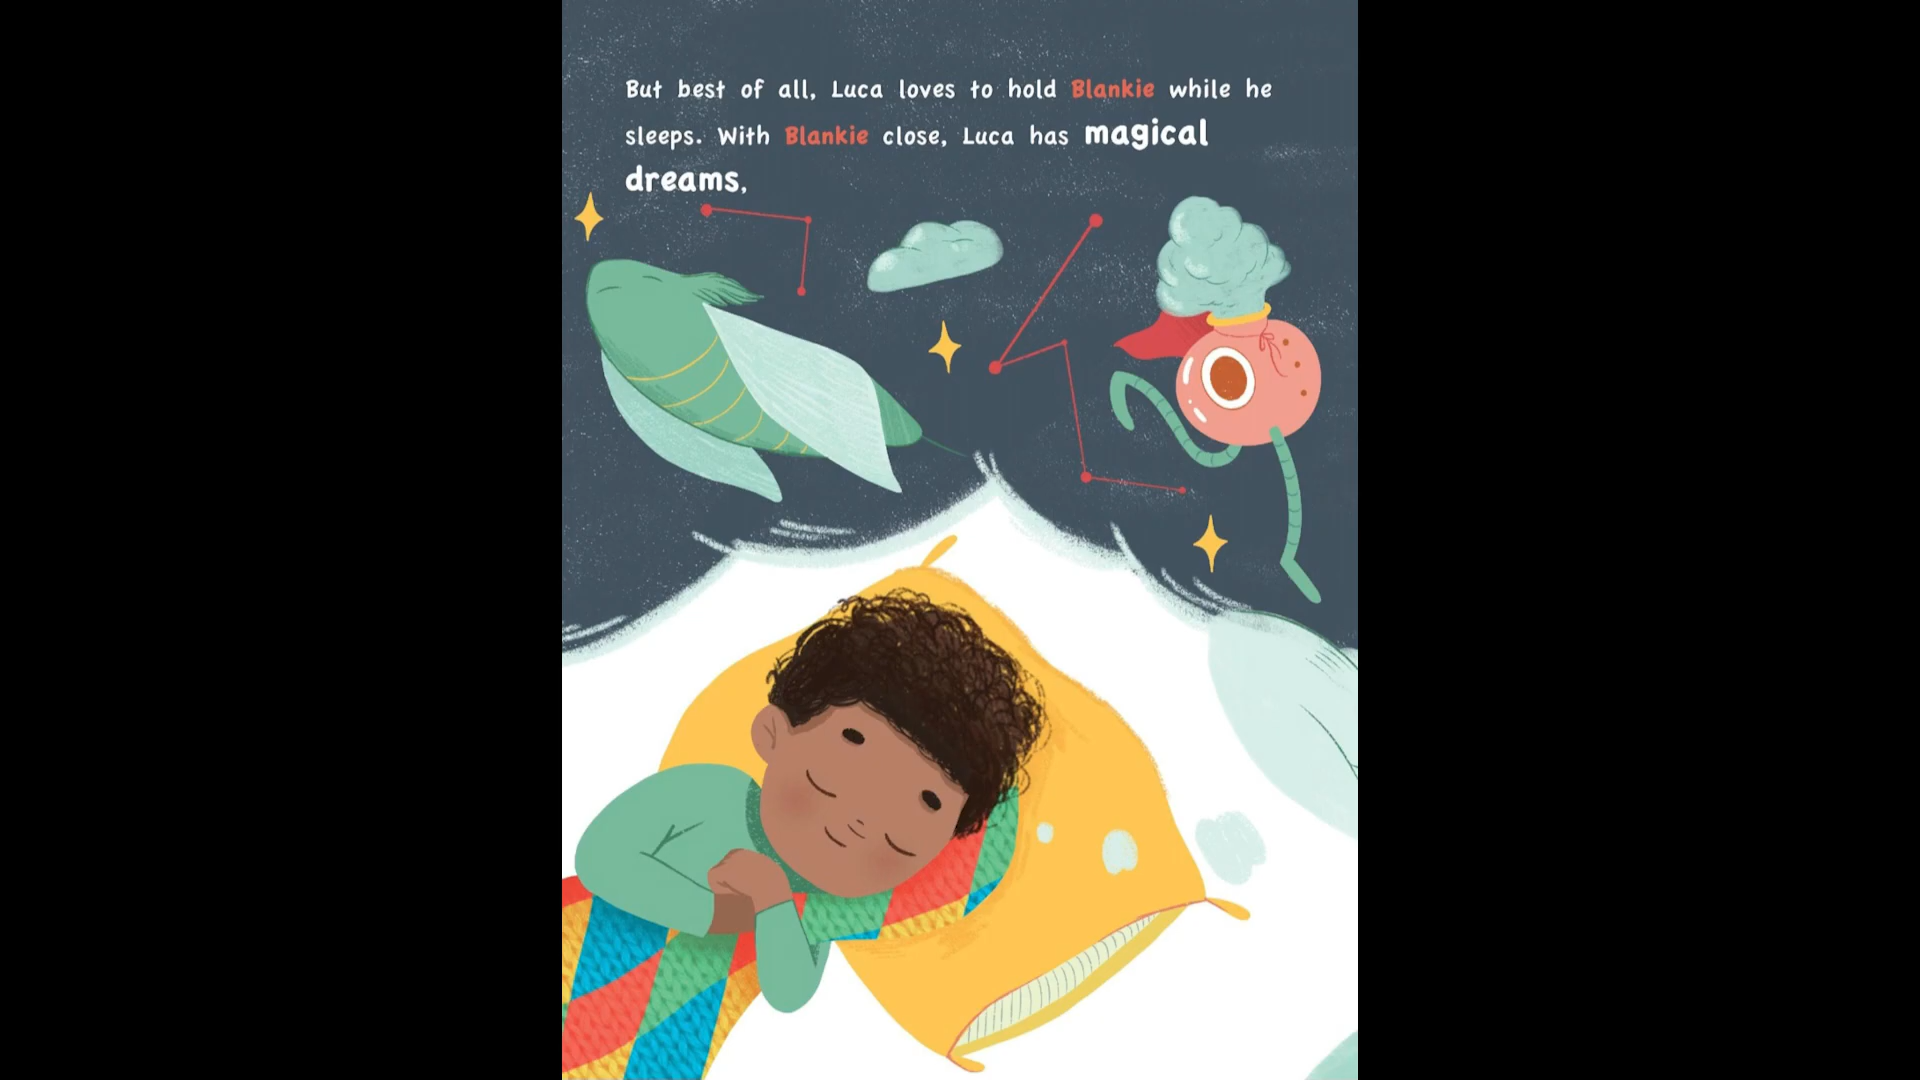 But best of all, Luca loves to hold Blankie while he
sleeps. With Blankie close, Luca has magical
dreams,